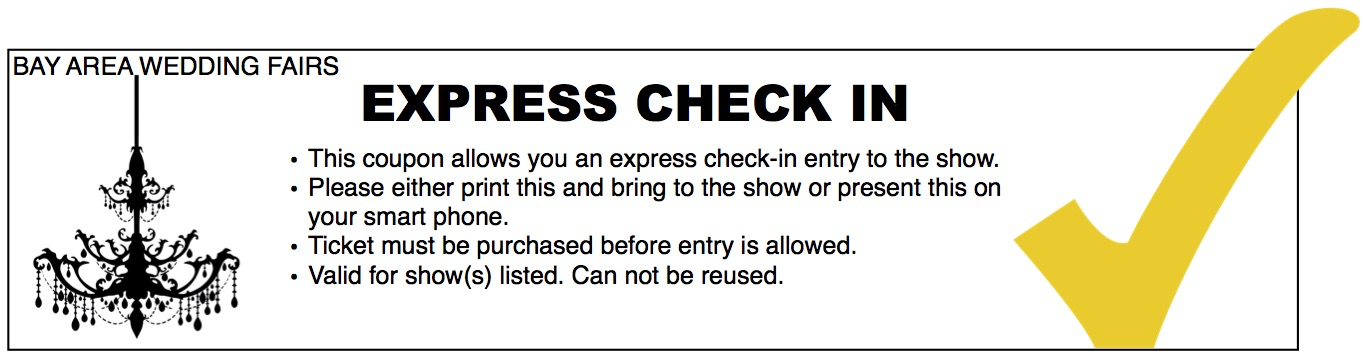 BAY AREA WEDDING FAIRS
EXPRESS CHECK IN
• This coupon allows you an express check-in entry to the show.
• Please either print this and bring to the show or present this on
your smart phone.
• Ticket must be purchased before entry is allowed.
• Valid for show(s) listed. Can not be reused.